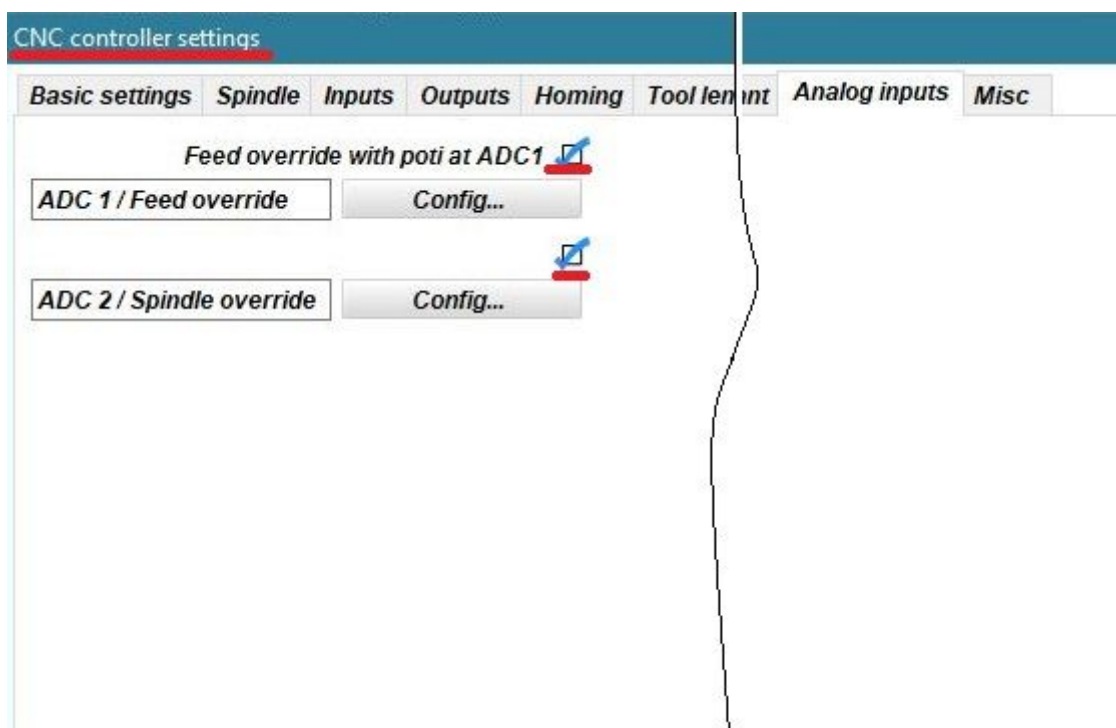 CNC controller settings
Basic settings Spindle Inputs Outputs Homing Tool Analog inputs Misc
Feed override with poti at ADC1
ADC 1 / Feed override Config...
ADC 2 / Spindle override Config...